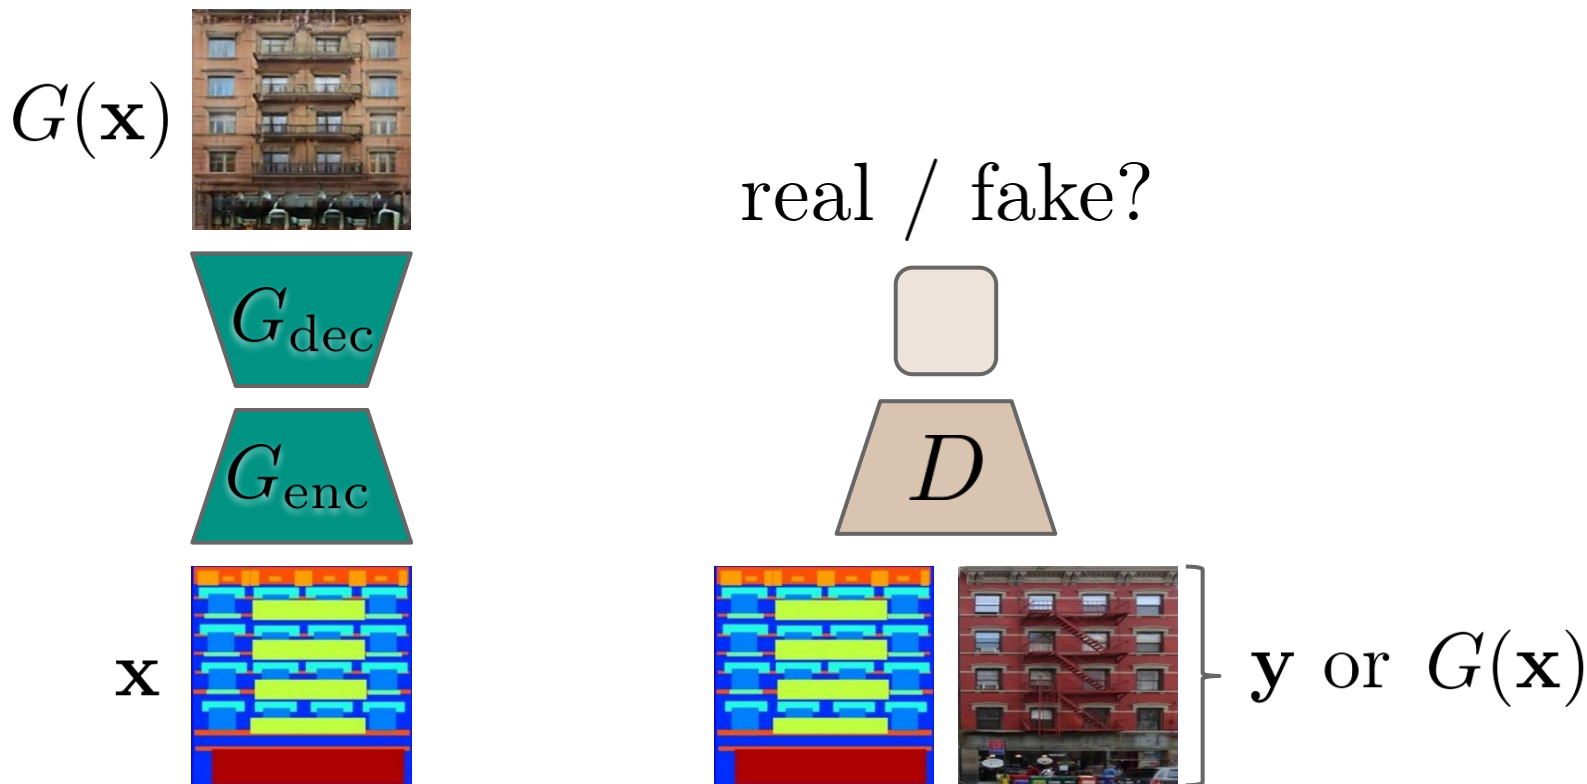 G(x)
real / fake?
G_dec
G_enc
D
x
y or G(x)